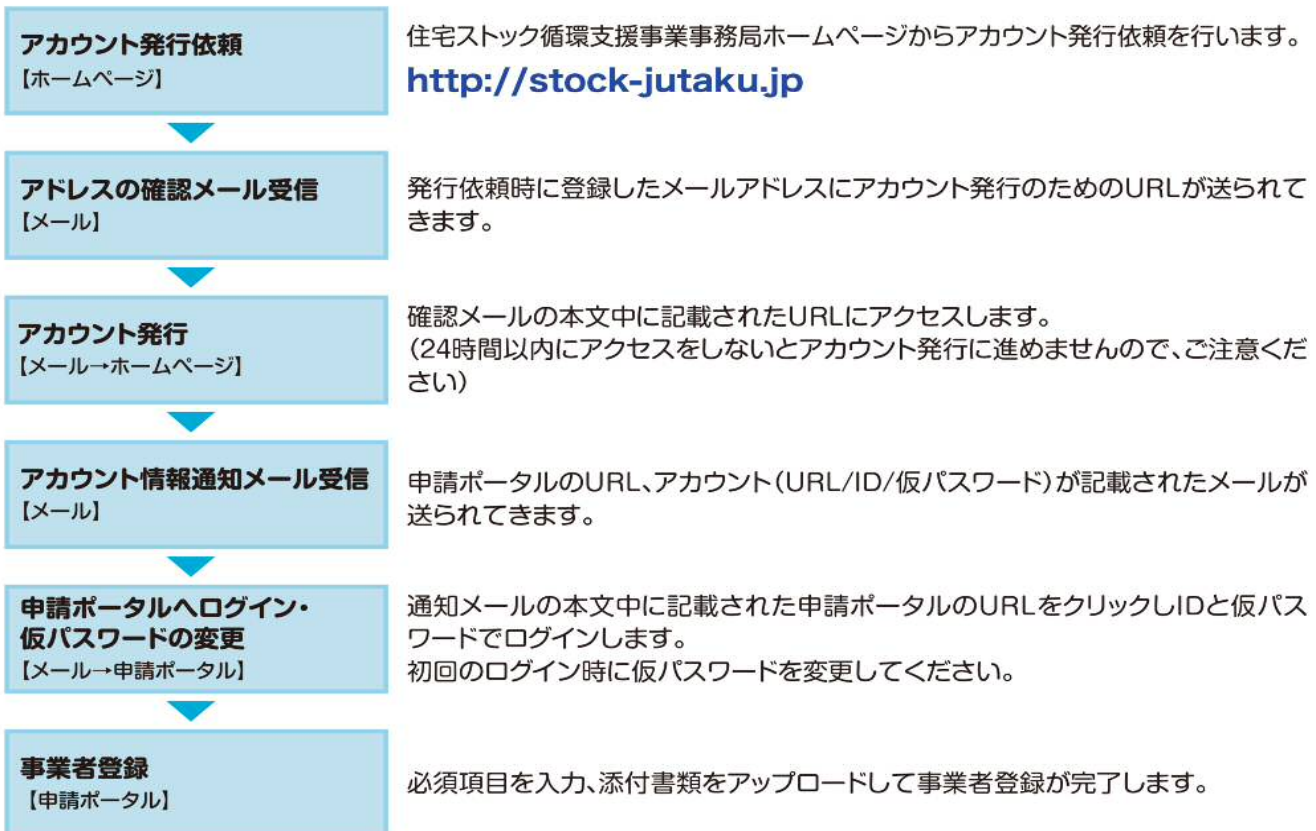 アカウント発行依頼
【ホームページ】
住宅ストック循環支援事業事務局ホームページからアカウント発行依頼を行います。
http://stock-jutaku.jp
アドレスの確認メール受信
【メール】
発行依頼時に登録したメールアドレスにアカウント発行のためのURLが送られて
きます。
アカウント発行
【メール→ホームページ】
確認メールの本文中に記載されたURLにアクセスします。
(24時間以内にアクセスをしないとアカウント発行に進めませんので、ご注意くだ
さい)
アカウント情報通知メール受信
【メール】
申請ポータルのURL、アカウント(URL/ID/仮パスワード)が記載されたメールが
送られてきます。
申請ポータルへログイン・
仮パスワードの変更
【メール→申請ポータル】
通知メールの本文中に記載された申請ポータルのURLをクリックしIDと仮パス
ワードでログインします。
初回のログイン時に仮パスワードを変更してください。
事業者登録
【申請ポータル】
必須項目を入力、添付書類をアップロードして事業者登録が完了します。